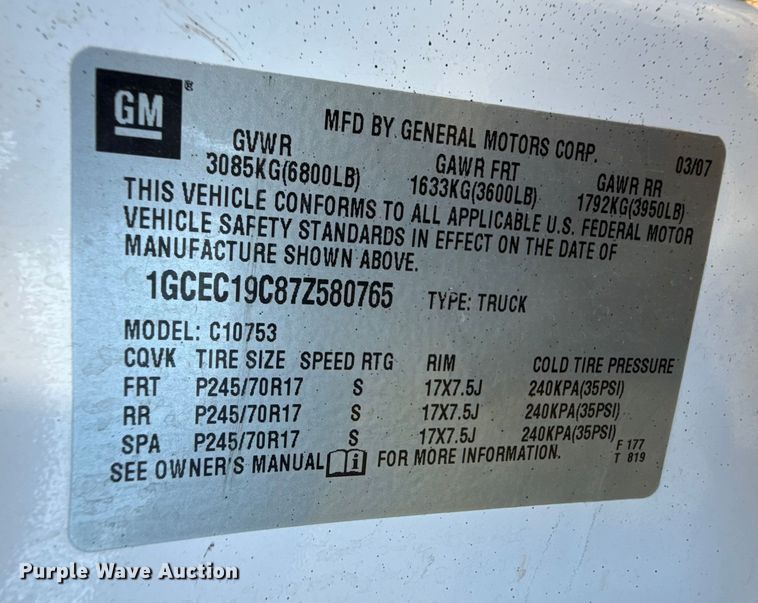 GM ®
MFD BY GENERAL MOTORS CORP. 03/07
GVWR GAWR FRT GAWR RR
3085KG(6800LB) 1633KG(3600LB) 1792KG(3950LB)
THIS VEHICLE CONFORMS TO ALL APPLICABLE U.S. FEDERAL MOTOR
VEHICLE SAFETY STANDARDS IN EFFECT ON THE DATE OF
MANUFACTURE SHOWN ABOVE.
1GCEC19C87Z580765 TYPE: TRUCK
MODEL: C10753
CQVK TIRE SIZE SPEED RTG RIM COLD TIRE PRESSURE
FRT P245/70R17 S 17X7.5J 240KPA(35PSI)
RR P245/70R17 S 17X7.5J 240KPA(35PSI)
SPA P245/70R17 S 17X7.5J 240KPA(35PSI)
SEE OWNER'S MANUAL i FOR MORE INFORMATION. F 177
T 819
Purple Wave Auction